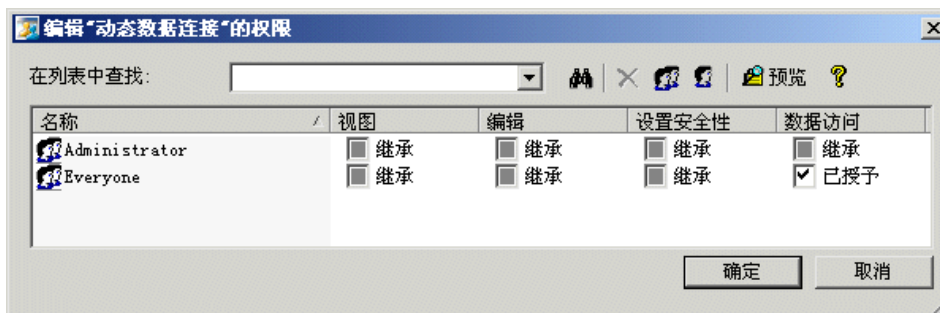 编辑“动态数据连接“的权限
在列表中查找:
预览
名称 视图 编辑 设置安全性 数据访问
Administrator 继承 继承 继承 继承
Everyone 继承 继承 继承 已授予
确定 取消